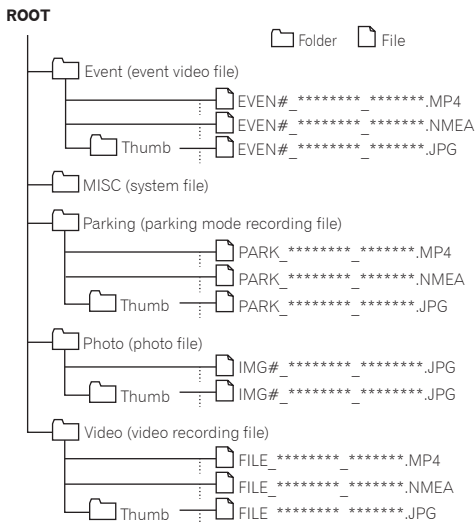 ROOT
Folder File
Event (event video file)
EVEN#_********_*******.MP4
EVEN#_********_*******.NMEA
Thumb EVEN#_********_*******.JPG
MISC (system file)
Parking (parking mode recording file)
PARK_********_*******.MP4
PARK_********_*******.NMEA
Thumb PARK_********_*******.JPG
Photo (photo file)
IMG#_********_*******.JPG
Thumb IMG#_********_*******.JPG
Video (video recording file)
FILE_********_*******.MP4
FILE_********_*******.NMEA
Thumb FILE_********_*******.JPG